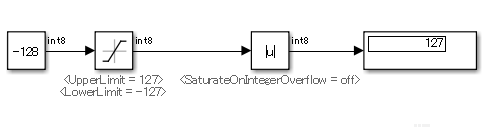 -128
int8
int8
|u|
int8
127
<UpperLimit = 127>
<LowerLimit = -127>
<SaturateOnIntegerOverflow = off>